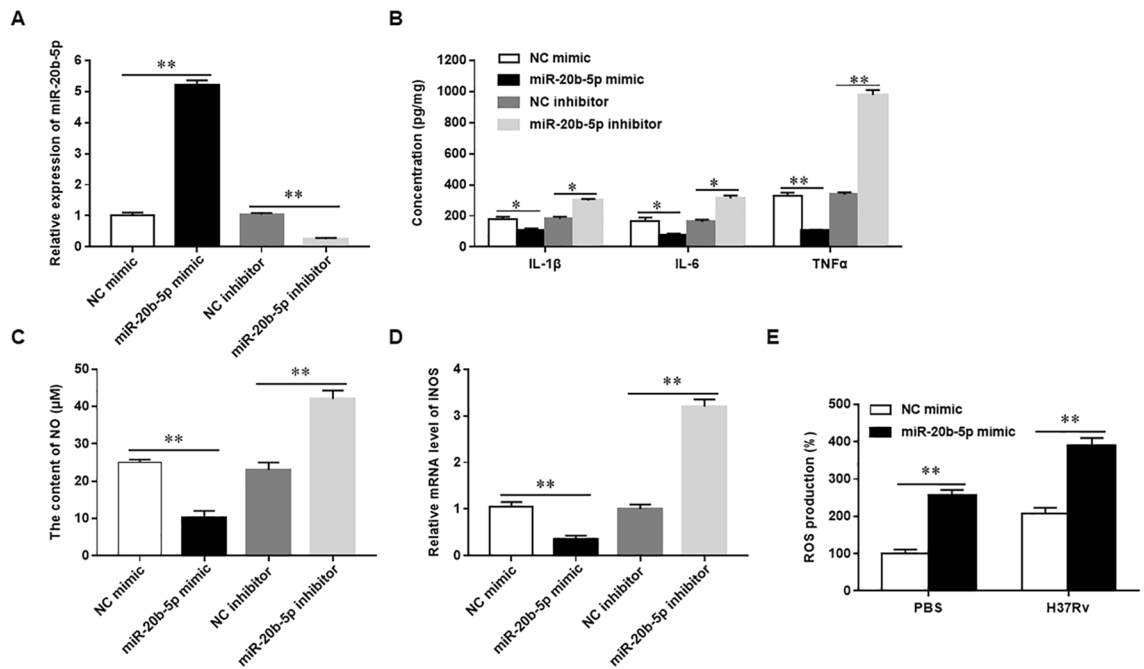 A
Relative expression of miR-20b-5p
6
5
4
3
2
1
0
**
**
NC mimic
miR-20b-5p mimic
NC inhibitor
miR-20b-5p inhibitor
B
Concentration (pg/mg)
1200
1000
800
600
400
200
0
NC mimic
miR-20b-5p mimic
NC inhibitor
miR-20b-5p inhibitor
*
*
*
*
**
**
IL-1β
IL-6
TNFα
C
The content of NO (μM)
50
40
30
20
10
0
**
**
NC mimic
miR-20b-5p mimic
NC inhibitor
miR-20b-5p inhibitor
D
Relative mRNA level of INOS
4
3
2
1
0
**
**
NC mimic
miR-20b-5p mimic
NC inhibitor
miR-20b-5p inhibitor
E
ROS production (%)
500
400
300
200
100
0
NC mimic
miR-20b-5p mimic
**
**
PBS
H37Rv